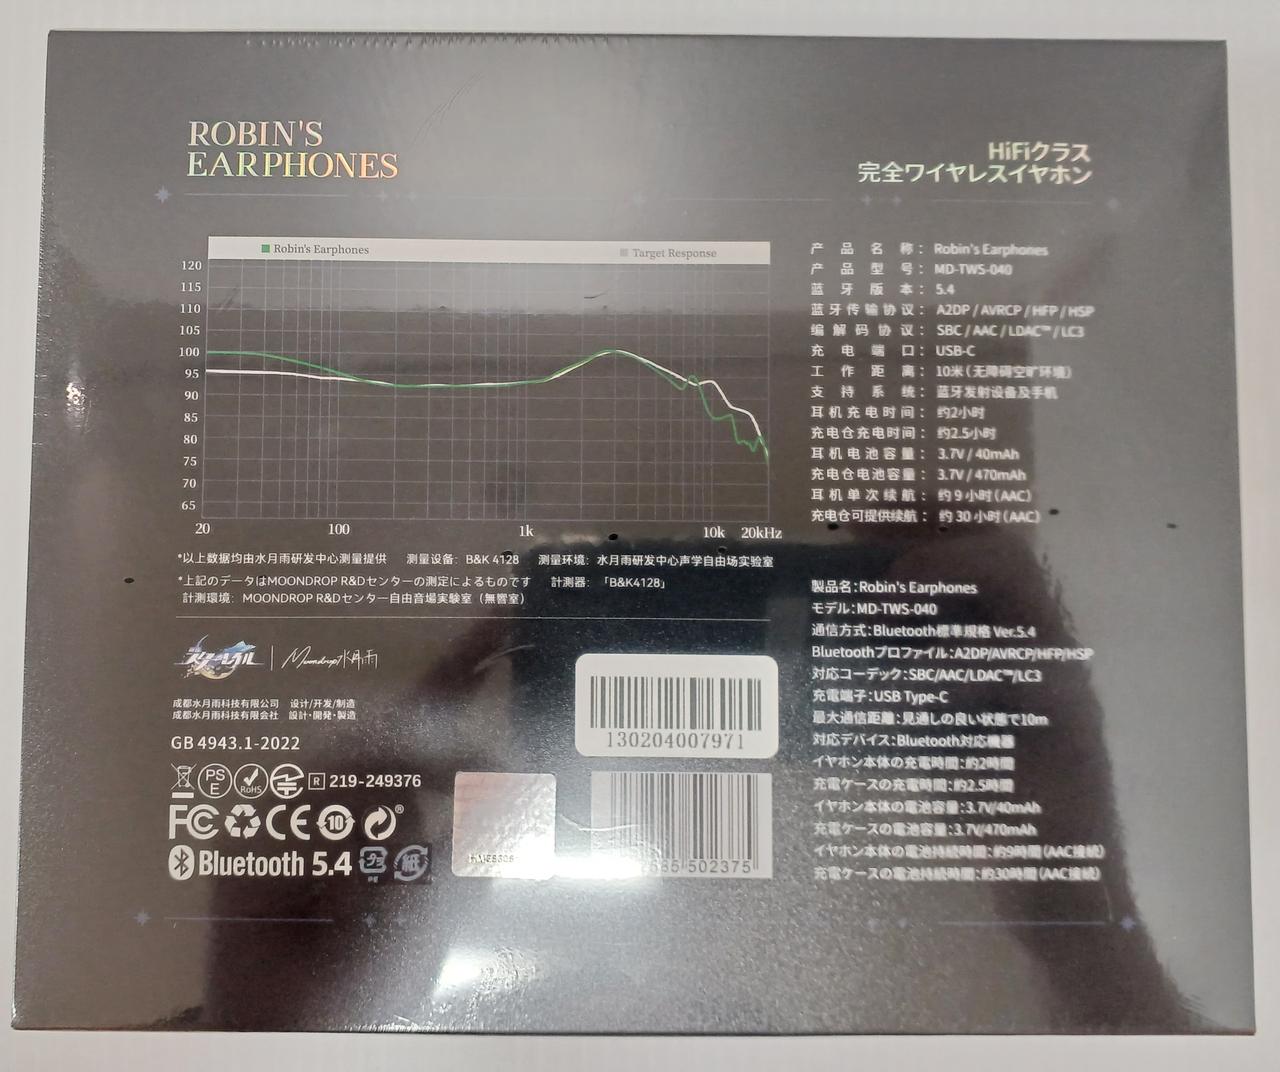 ROBIN'S
EARPHONES
HiFiクラス
完全ワイヤレスイヤホン
Robin's Earphones
Target Response
120
115
110
105
100
95
90
85
80
75
70
65
20
100
1k
10k
20kHz
*以上数据均由水月雨研发中心测量提供 测量设备: B&K 4128 测量环境: 水月雨研发中心声学自由场实验室
*上記のデータはMOONDROP R&Dセンターの測定によるものです 計測器: 「B&K4128」
計測環境: MOONDROP R&Dセンター自由音場実験室(無響室)
Moondrop水月雨
成都水月雨科技有限公司 设计/开发/制造
成都水月雨科技有限会社 設計・開発・製造
GB 4943.1-2022
PS
E
RoHS
R 219-249376
FC CE 10 ®
Bluetooth 5.4 プラ 紙
130204007971
502375
产品名称: Robin's Earphones
产品型号: MD-TWS-040
蓝牙版本: 5.4
蓝牙传输协议: A2DP / AVRCP / HFP / HSP
编解码协议: SBC / AAC / LDAC™ / LC3
充电端口: USB-C
工作距离: 10米(无障碍空旷环境)
支持系统: 蓝牙发射设备及手机
耳机充电时间: 约2小时
充电仓充电时间: 约2.5小时
耳机电池容量: 3.7V / 40mAh
充电仓电池容量: 3.7V / 470mAh
耳机单次续航: 约 9 小时(AAC)
充电仓可提供续航: 约 30 小时(AAC)
製品名:Robin's Earphones
モデル:MD-TWS-040
通信方式:Bluetooth標準規格 Ver.5.4
Bluetoothプロファイル:A2DP/AVRCP/HFP/HSP
対応コーデック:SBC/AAC/LDAC™/LC3
充電端子:USB Type-C
最大通信距離:見通しの良い状態で10m
対応デバイス:Bluetooth対応機器
イヤホン本体の充電時間:約2時間
充電ケースの充電時間:約2.5時間
イヤホン本体の電池容量:3.7V/40mAh
充電ケースの電池容量:3.7V/470mAh
イヤホン本体の電池持続時間:約9時間(AAC接続)
充電ケースの電池持続時間:約30時間(AAC接続)